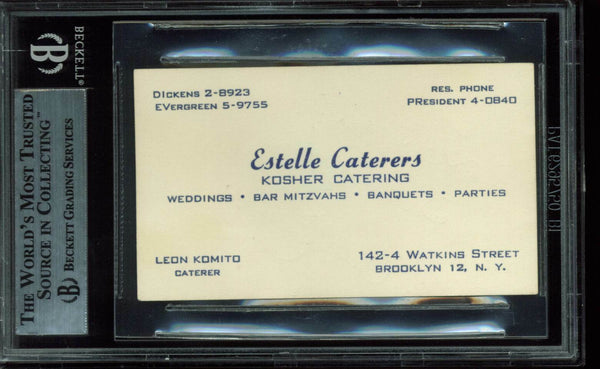 DICKENS 2-8923
EVERGREEN 5-9755
RES. PHONE
PRESIDENT 4-0840
Estelle Caterers
KOSHER CATERING
WEDDINGS • BAR MITZVAHS • BANQUETS • PARTIES
LEON KOMITO
CATERER
142-4 WATKINS STREET
BROOKLYN 12, N. Y.
BECKETT®
THE WORLD'S MOST TRUSTED
SOURCE IN COLLECTING™
BECKETT GRADING SERVICES